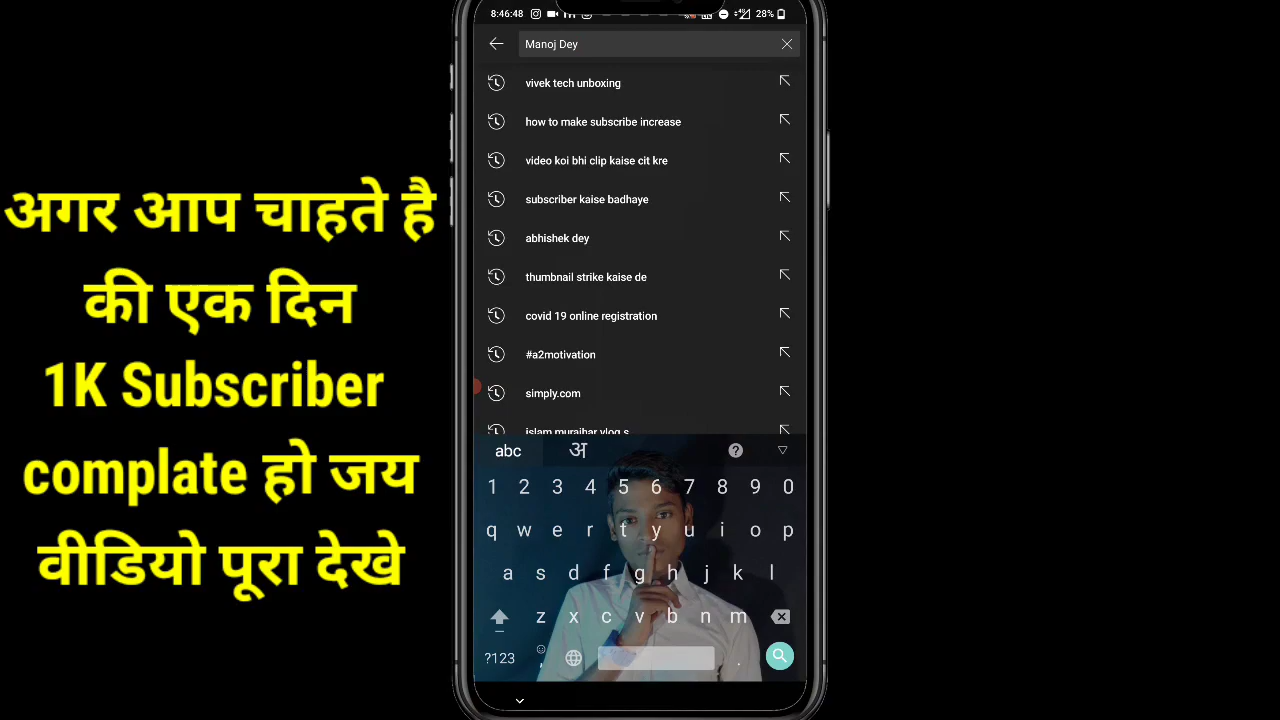 8:46:48
28%
Manoj Dey
vivek tech unboxing
how to make subscribe increase
video koi bhi clip kaise cit kre
subscriber kaise badhaye
abhishek dey
thumbnail strike kaise de
covid 19 online registration
#a2motivation
simply.com
islam murajbar vlog s
अगर आप चाहते है
की एक दिन
1K Subscriber
complate हो जय
वीडियो पूरा देखे
abc अ
1 2 3 4 5 6 7 8 9 0
q w e r t y u i o p
a s d f g h j k l
z x c v b n m
?123 , .